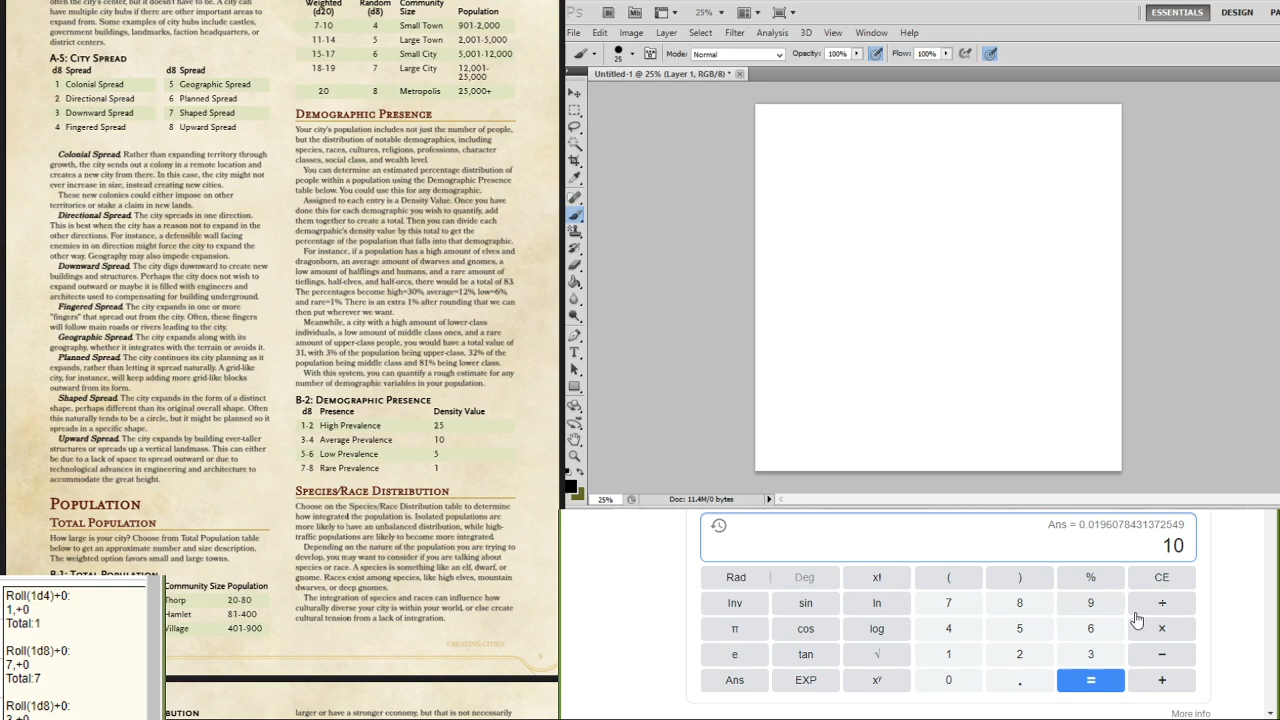 often the city's center, but it doesn't have to be. A city can
have multiple city hubs if there are other important areas to
expand from. Some examples of city hubs include castles,
government buildings, landmarks, faction headquarters, or
district centers.
A-5: City Spread
d8 Spread d8 Spread
1 Colonial Spread 5 Geographic Spread
2 Directional Spread 6 Planned Spread
3 Downward Spread 7 Shaped Spread
4 Fingered Spread 8 Upward Spread
Colonial Spread. Rather than expanding territory through
growth, the city sends out a colony in a remote location and
creates a new city from there. In this case, the city might not
ever increase in size, instead creating new cities.
These new colonies could either impose on other
territories or stake a claim in new lands.
Directional Spread. The city spreads in one direction.
This is best when the city has a reason not to expand in the
other directions. For instance, a defensible wall facing
enemies in on direction might force the city to expand the
other way. Geography may also impede expansion.
Downward Spread. The city digs downward to create new
buildings and structures. Perhaps the city does not wish to
expand outward or maybe it is filled with engineers and
architects used to compensating for building underground.
Fingered Spread. The city expands in one or more
"fingers" that spread out from the city. Often, these fingers
will follow main roads or rivers leading to the city.
Geographic Spread. The city expands along with its
geography, whether it integrates with the terrain or avoids it.
Planned Spread. The city continues its city planning as it
expands, rather than letting it spread naturally. A grid-like
city, for instance, will keep adding more grid-like blocks
outward from its form.
Shaped Spread. The city expands in the form of a distinct
shape, perhaps different than its original overall shape. Often
this naturally tends to be a circle, but it might be planned so it
spreads in a specific shape.
Upward Spread. The city expands by building ever-taller
structures or spreads up a vertical landmass. This can either
be due to a lack of space to spread outward or due to
technological advances in engineering and architecture to
accommodate the great height.
Population
Total Population
How large is your city? Choose from Total Population table
below to get an approximate number and size description.
The weighted option favors small and large towns.
B-1: Total Population
Community Size Population
Thorp 20-80
Hamlet 81-400
Village 401-900
Weighted Random Community
(d20) (d8) Size Population
7-10 4 Small Town 901-2,000
11-14 5 Large Town 2,001-5,000
15-17 6 Small City 5,001-12,000
18-19 7 Large City 12,001-
25,000
20 8 Metropolis 25,000+
Demographic Presence
Your city's population includes not just the number of people,
but the distribution of notable demographics, including
species, races, cultures, religions, professions, character
classes, social class, and wealth level.
You can determine an estimated percentage distribution of
people within a population using the Demographic Presence
table below. You could use this for any demographic.
Assigned to each entry is a Density Value. Once you have
done this for each demographic you wish to quantify, add
them together to create a total. Then you can divide each
demogrpahic's density value by this total to get the
percentage of the population that falls into that demographic.
For instance, if a population has a high amount of elves and
dragonborn, an average amount of dwarves and gnomes, a
low amount of halflings and humans, and a rare amount of
tieflings, half-elves, and half-orcs, there would be a total of 83.
The percentages become high=30%, average=12%, low=6%,
and rare=1%. There is an extra 1% after rounding that we can
then put wherever we want.
Meanwhile, a city with a high amount of lower-class
individuals, a low amount of middle class ones, and a rare
amount of upper-class people, you would have a total value of
31, with 3% of the population being upper-class, 32% of the
population being middle class and 81% being lower class.
With this system, you can quantify a rough estimate for any
number of demographic variables in your population.
B-2: Demographic Presence
d8 Presence Density Value
1-2 High Prevalence 25
3-4 Average Prevalence 10
5-6 Low Prevalence 5
7-8 Rare Prevalence 1
Species/Race Distribution
Choose on the Species/Race Distribution table to determine
how integrated the population is. Isolated populations are
more likely to have an unbalanced distribution, while high-
traffic populations are likely to become more integrated.
Depending on the nature of the population you are trying to
develop, you may want to consider if you are talking about
species or race. A species is something like an elf, dwarf, or
gnome. Races exist among species, like high elves, mountain
dwarves, or deep gnomes.
The integration of species and races can influence how
culturally diverse your city is within your world, or else create
cultural tension from a lack of integration.
CREATING CITIES
8
BUTION
larger or have a stronger economy, but that is not necessarily
Roll(1d4)+0:
1,+0
Total:1
Roll(1d8)+0:
7,+0
Total:7
Roll(1d8)+0:
3,+0
Ps Br Mb 25%
ESSENTIALS DESIGN
File Edit Image Layer Select Filter Analysis 3D View Window Help
25 Mode: Normal Opacity: 100% Flow: 100%
Untitled-1 @ 25% (Layer 1, RGB/8) *
25% Doc: 11.4M/0 bytes
Ans = 0.0196078431372549
10
Rad Deg x! ( ) % CE
Inv sin ln 7 8 9 ÷
π cos log 4 5 6 ×
e tan √ 1 2 3 −
Ans EXP xʸ 0 . = +
More info